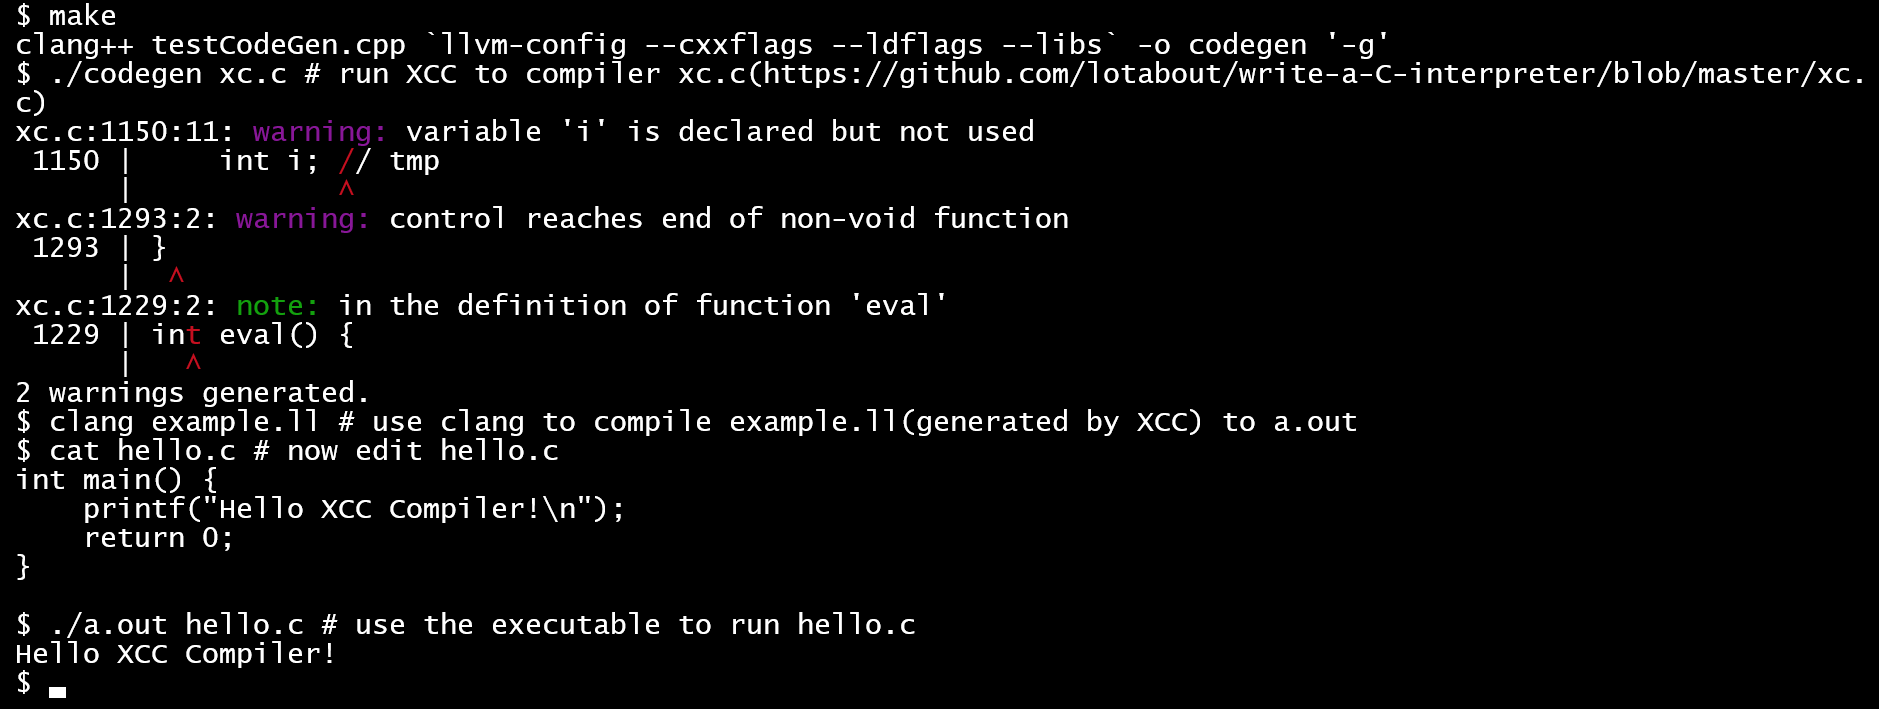 $ make
clang++ testCodeGen.cpp `llvm-config --cxxflags --ldflags --libs` -o codegen '-g'
$ ./codegen xc.c # run XCC to compiler xc.c(https://github.com/lotabout/write-a-C-interpreter/blob/master/xc.
c)
xc.c:1150:11: warning: variable 'i' is declared but not used
 1150 |     int i; // tmp
      |            ^
xc.c:1293:2: warning: control reaches end of non-void function
 1293 | }
      |  ^
xc.c:1229:2: note: in the definition of function 'eval'
 1229 | int eval() {
      |   ^
2 warnings generated.
$ clang example.ll # use clang to compile example.ll(generated by XCC) to a.out
$ cat hello.c # now edit hello.c
int main() {
    printf("Hello XCC Compiler!\n");
    return 0;
}

$ ./a.out hello.c # use the executable to run hello.c
Hello XCC Compiler!
$